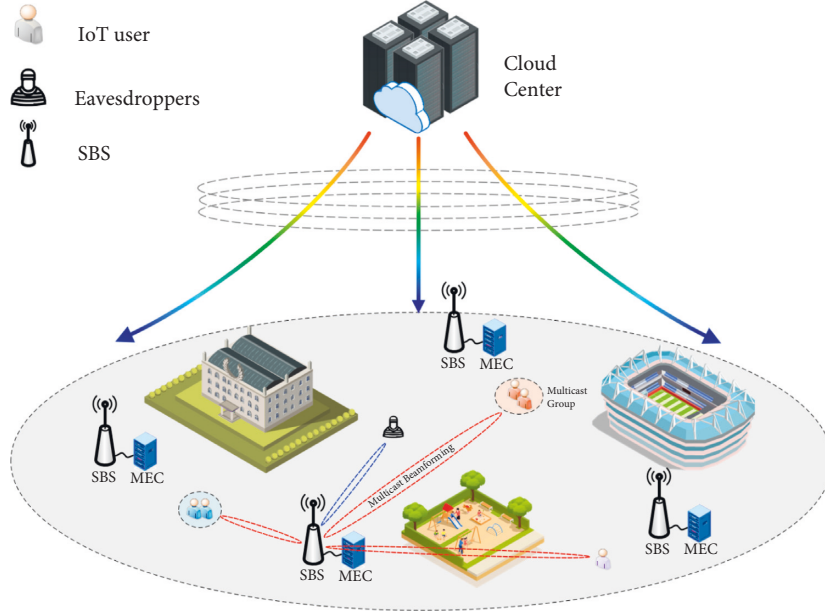 IoT user
Eavesdroppers
SBS
Cloud
Center
SBS
MEC
Multicast
Group
Multicast Beamforming
SBS
MEC
SBS
MEC
SBS
MEC